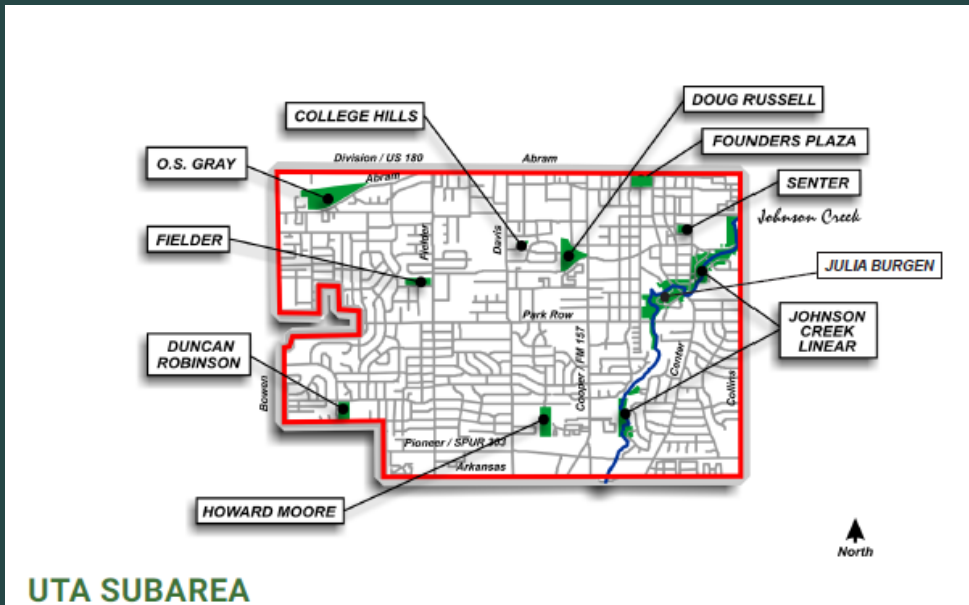 DOUG RUSSELL
COLLEGE HILLS
FOUNDERS PLAZA
Division / US 180
Abram
O.S. GRAY
Abram
SENTER
Johnson Creek
FIELDER
Fielder
Davis
JULIA BURGEN
Park Row
JOHNSON
CREEK
LINEAR
DUNCAN
ROBINSON
Bowen
Cooper / FM 157
Center
Collins
Pioneer / SPUR 303
Arkansas
HOWARD MOORE
North
UTA SUBAREA